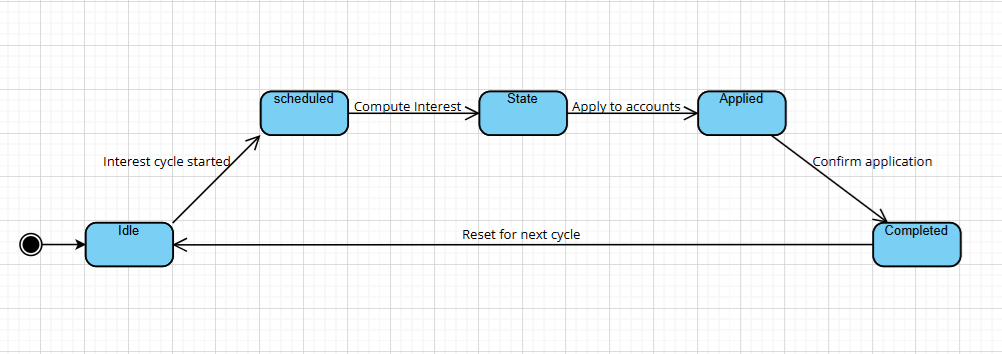 scheduled
Compute Interest
State
Apply to accounts
Applied
Interest cycle started
Confirm application
Idle
Reset for next cycle
Completed